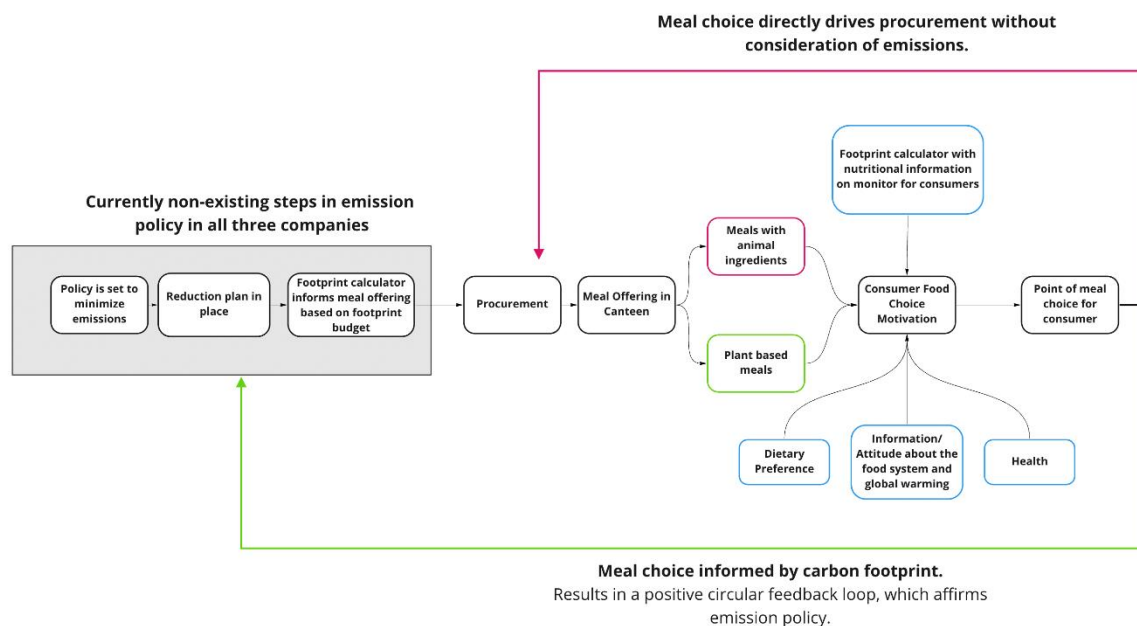 Meal choice directly drives procurement without
consideration of emissions.
Footprint calculator with
nutritional information
on monitor for consumers
Currently non-existing steps in emission
policy in all three companies
Policy is set to
minimize
emissions
Reduction plan in
place
Footprint calculator
informs meal offering
based on footprint
budget
Procurement
Meal Offering in
Canteen
Meals with
animal
ingredients
Plant based
meals
Consumer Food
Choice
Motivation
Point of meal
choice for
consumer
Dietary
Preference
Information/
Attitude about the
food system and
global warming
Health
Meal choice informed by carbon footprint.
Results in a positive circular feedback loop, which affirms
emission policy.